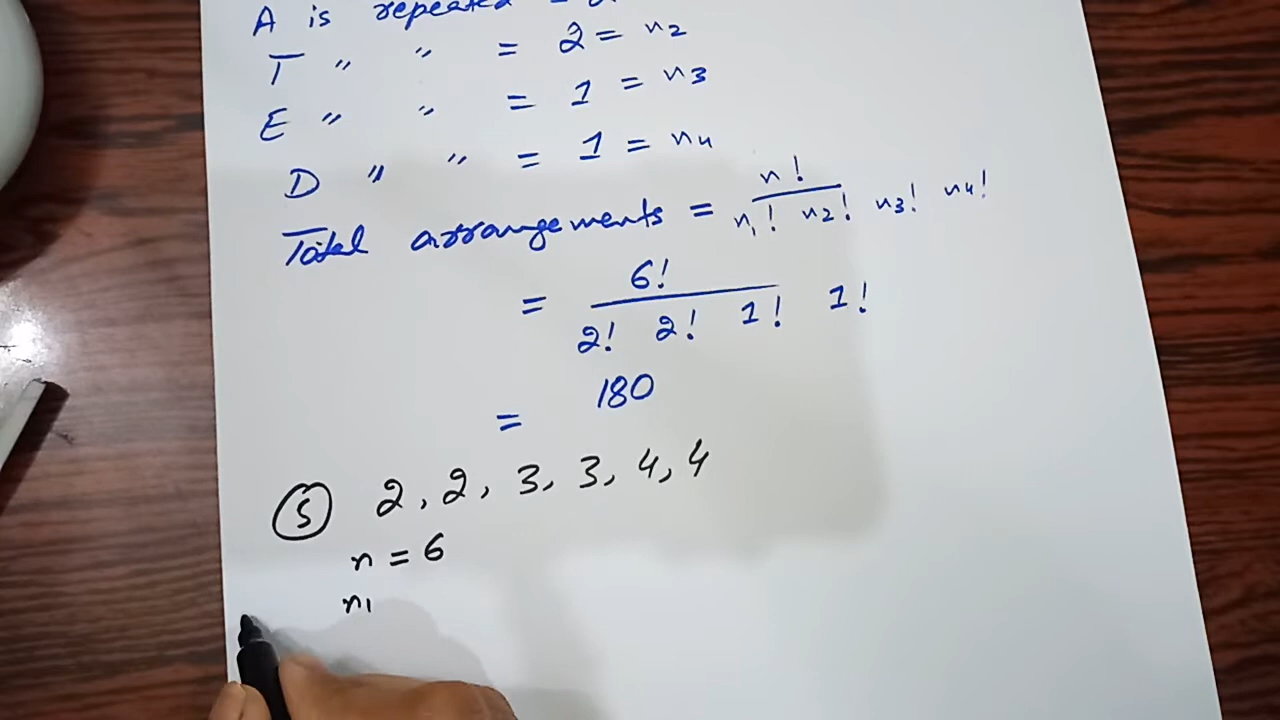 A is repeated =
T " " = 2 = n2
E " " = 1 = n3
D " " = 1 = n4
Total arrangements = n! / n1! n2! n3! n4!
= 6! / 2! 2! 1! 1!
= 180
5 2, 2, 3, 3, 4, 4
n = 6
n1